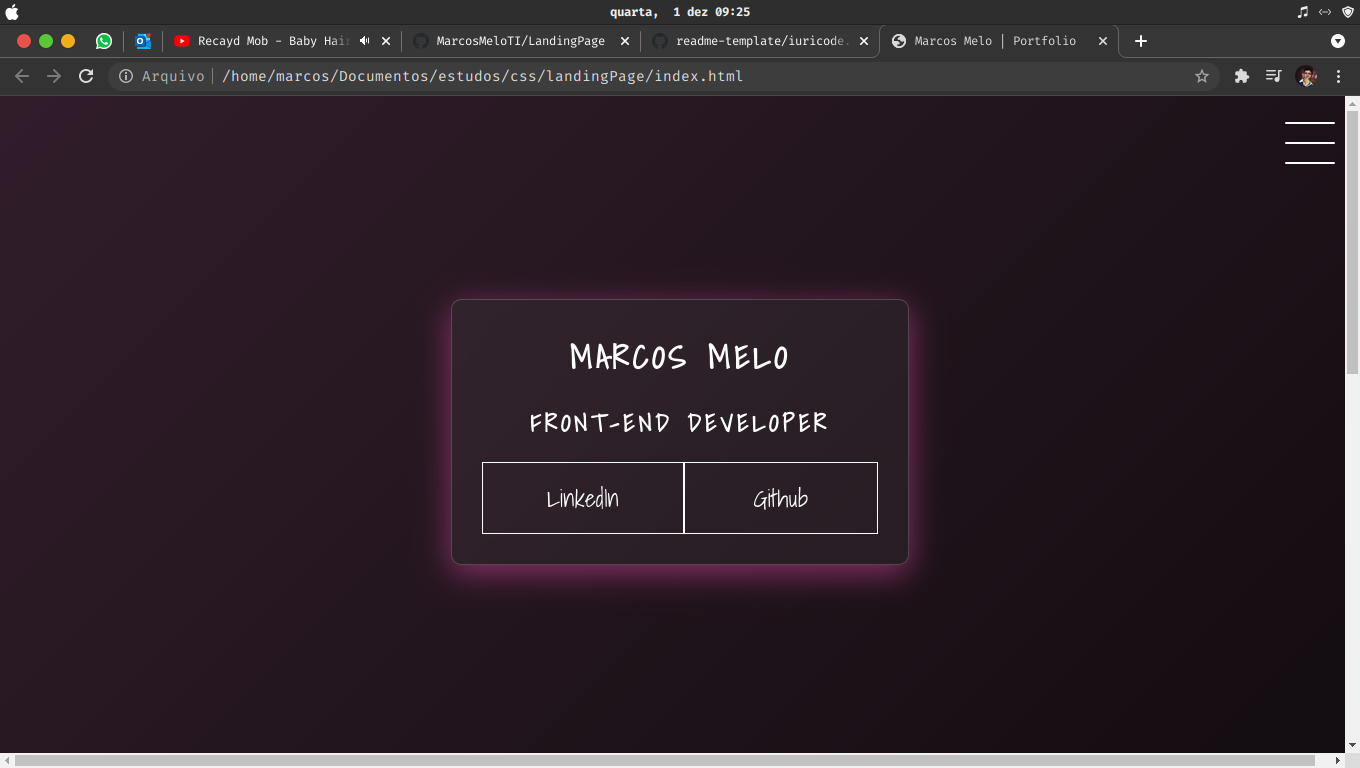 quarta, 1 dez 09:25
Recayd Mob - Baby Hair
MarcosMeloTI/LandingPage
readme-template/iuricode.
Marcos Melo | Portfolio
Arquivo | /home/marcos/Documentos/estudos/css/landingPage/index.html
MARCOS MELO
FRONT-END DEVELOPER
LinkedIn
Github